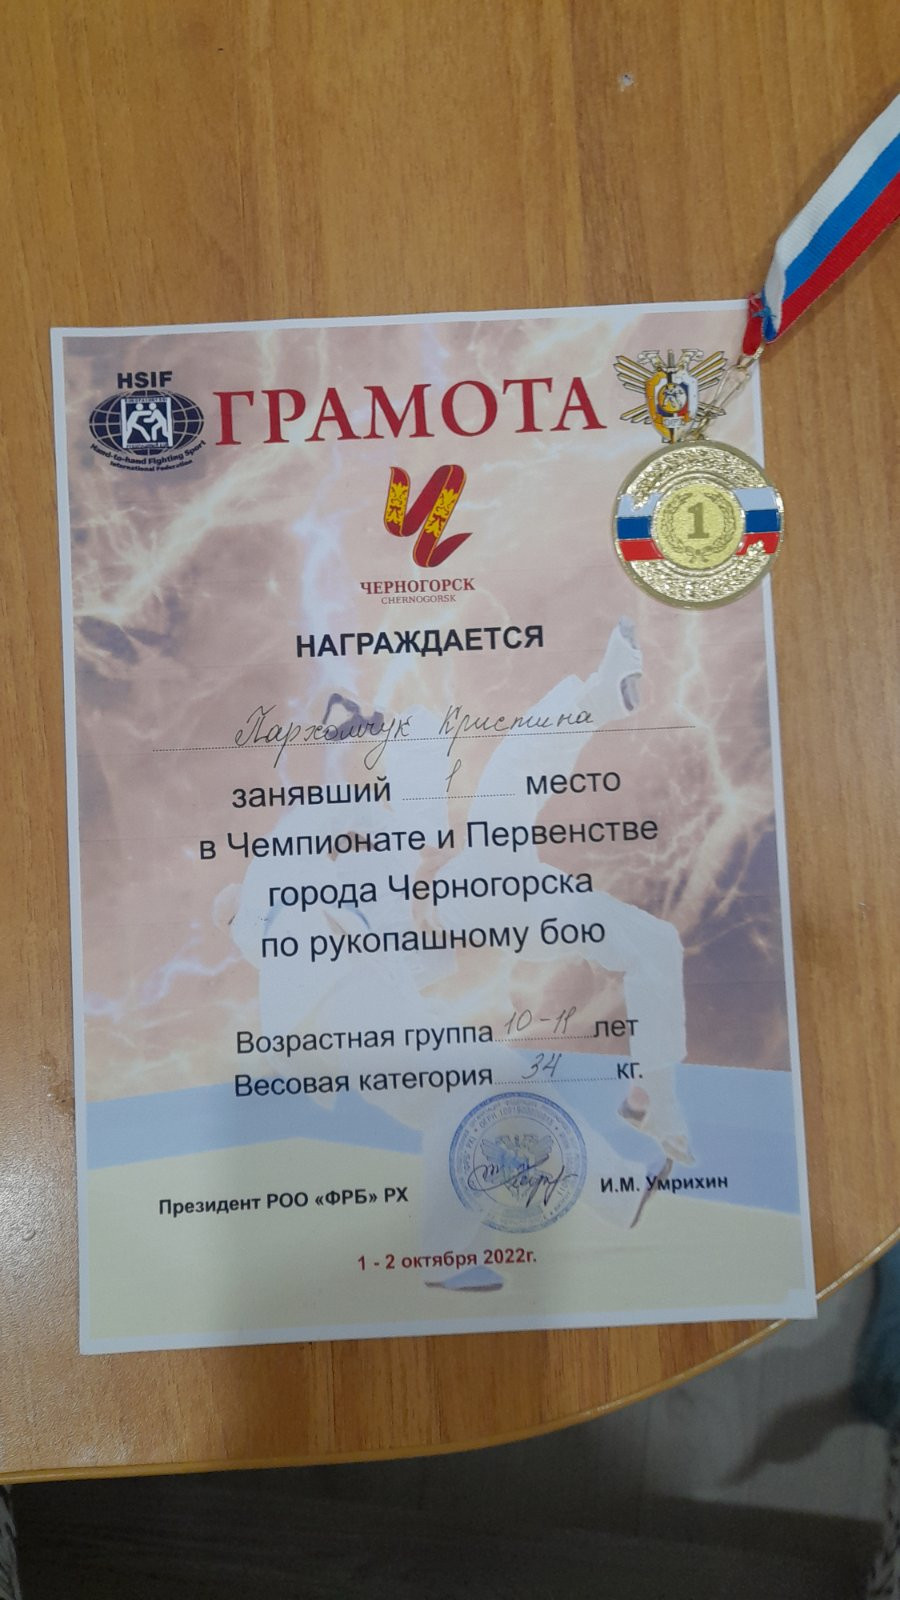 HSIF
Hand-to-hand Fighting Sport
International Federation
ГРАМОТА
1
ЧЕРНОГОРСК
CHERNOGORSK
НАГРАЖДАЕТСЯ
Пархомчук Кристина
занявший 1 место
в Чемпионате и Первенстве
города Черногорска
по рукопашному бою
Возрастная группа 10-11 лет
Весовая категория 34 кг.
Президент РОО «ФРБ» РХ
И.М. Умрихин
1 - 2 октября 2022г.